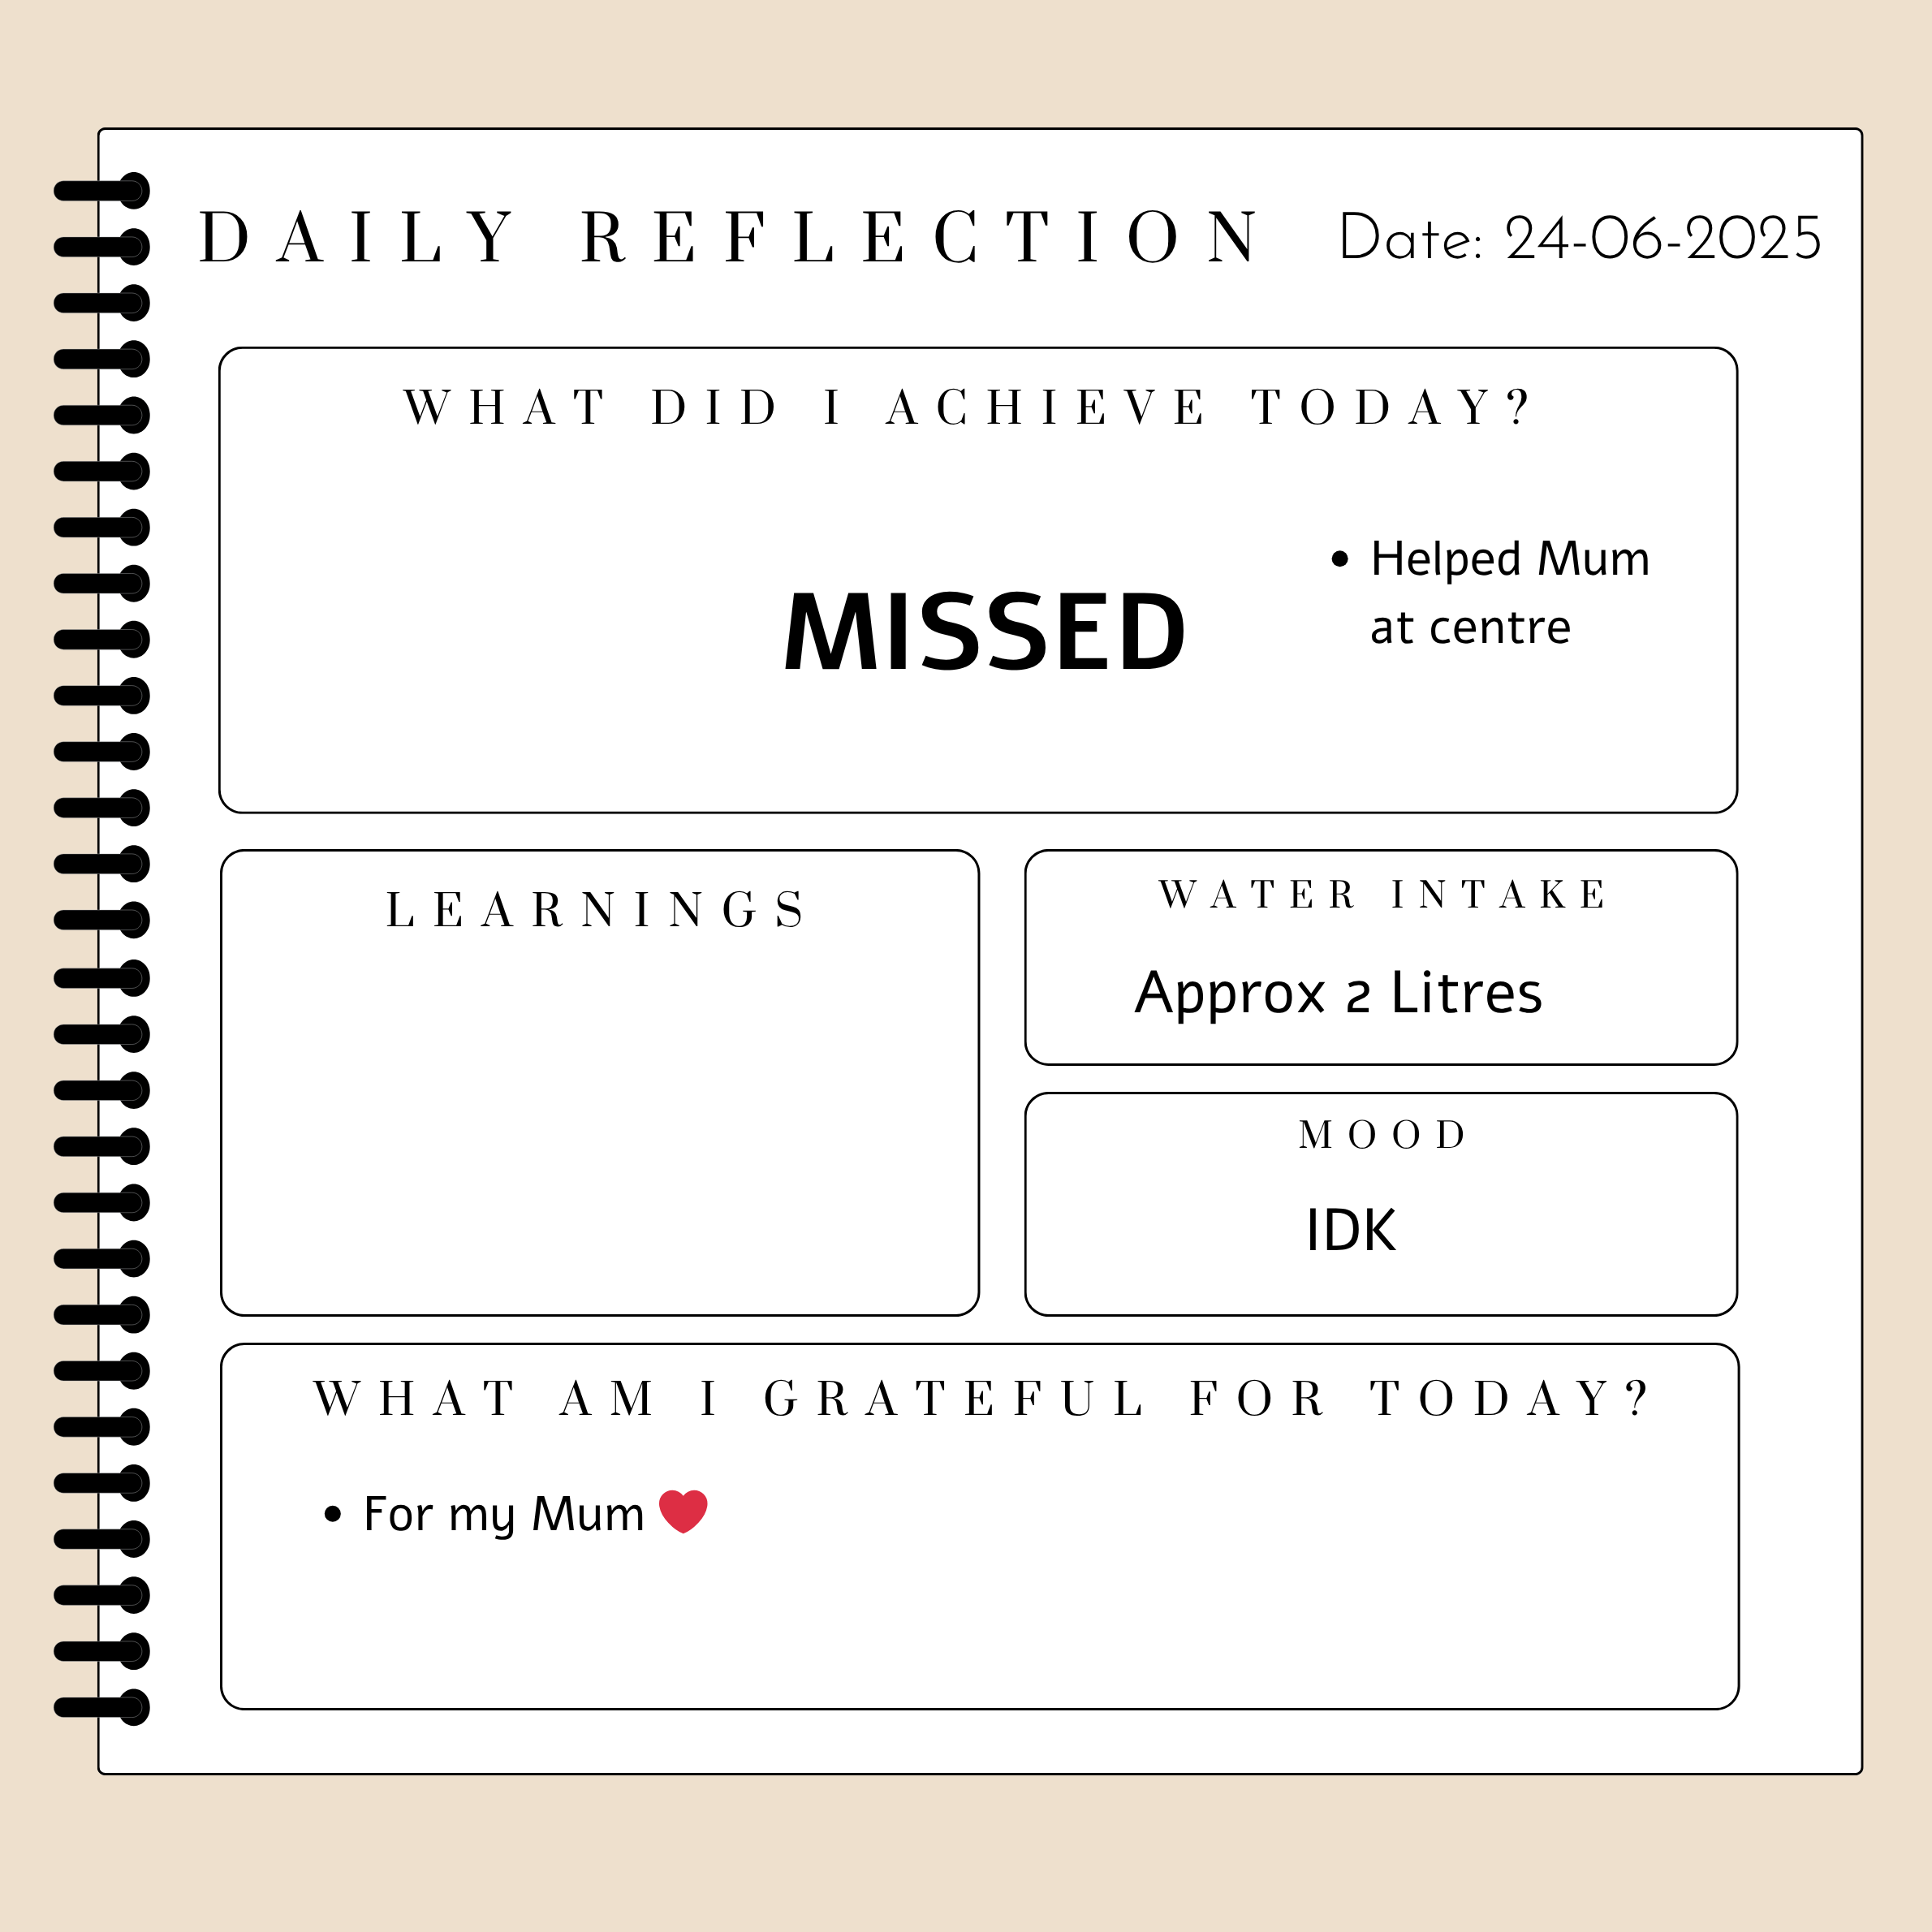 DAILY REFLECTION Date: 24-06-2025
WHAT DID I ACHIEVE TODAY?
MISSED
• Helped Mum
at centre
LEARNINGS
WATER INTAKE
Approx 2 Litres
MOOD
IDK
WHAT AM I GRATEFUL FOR TODAY?
• For my Mum ❤️